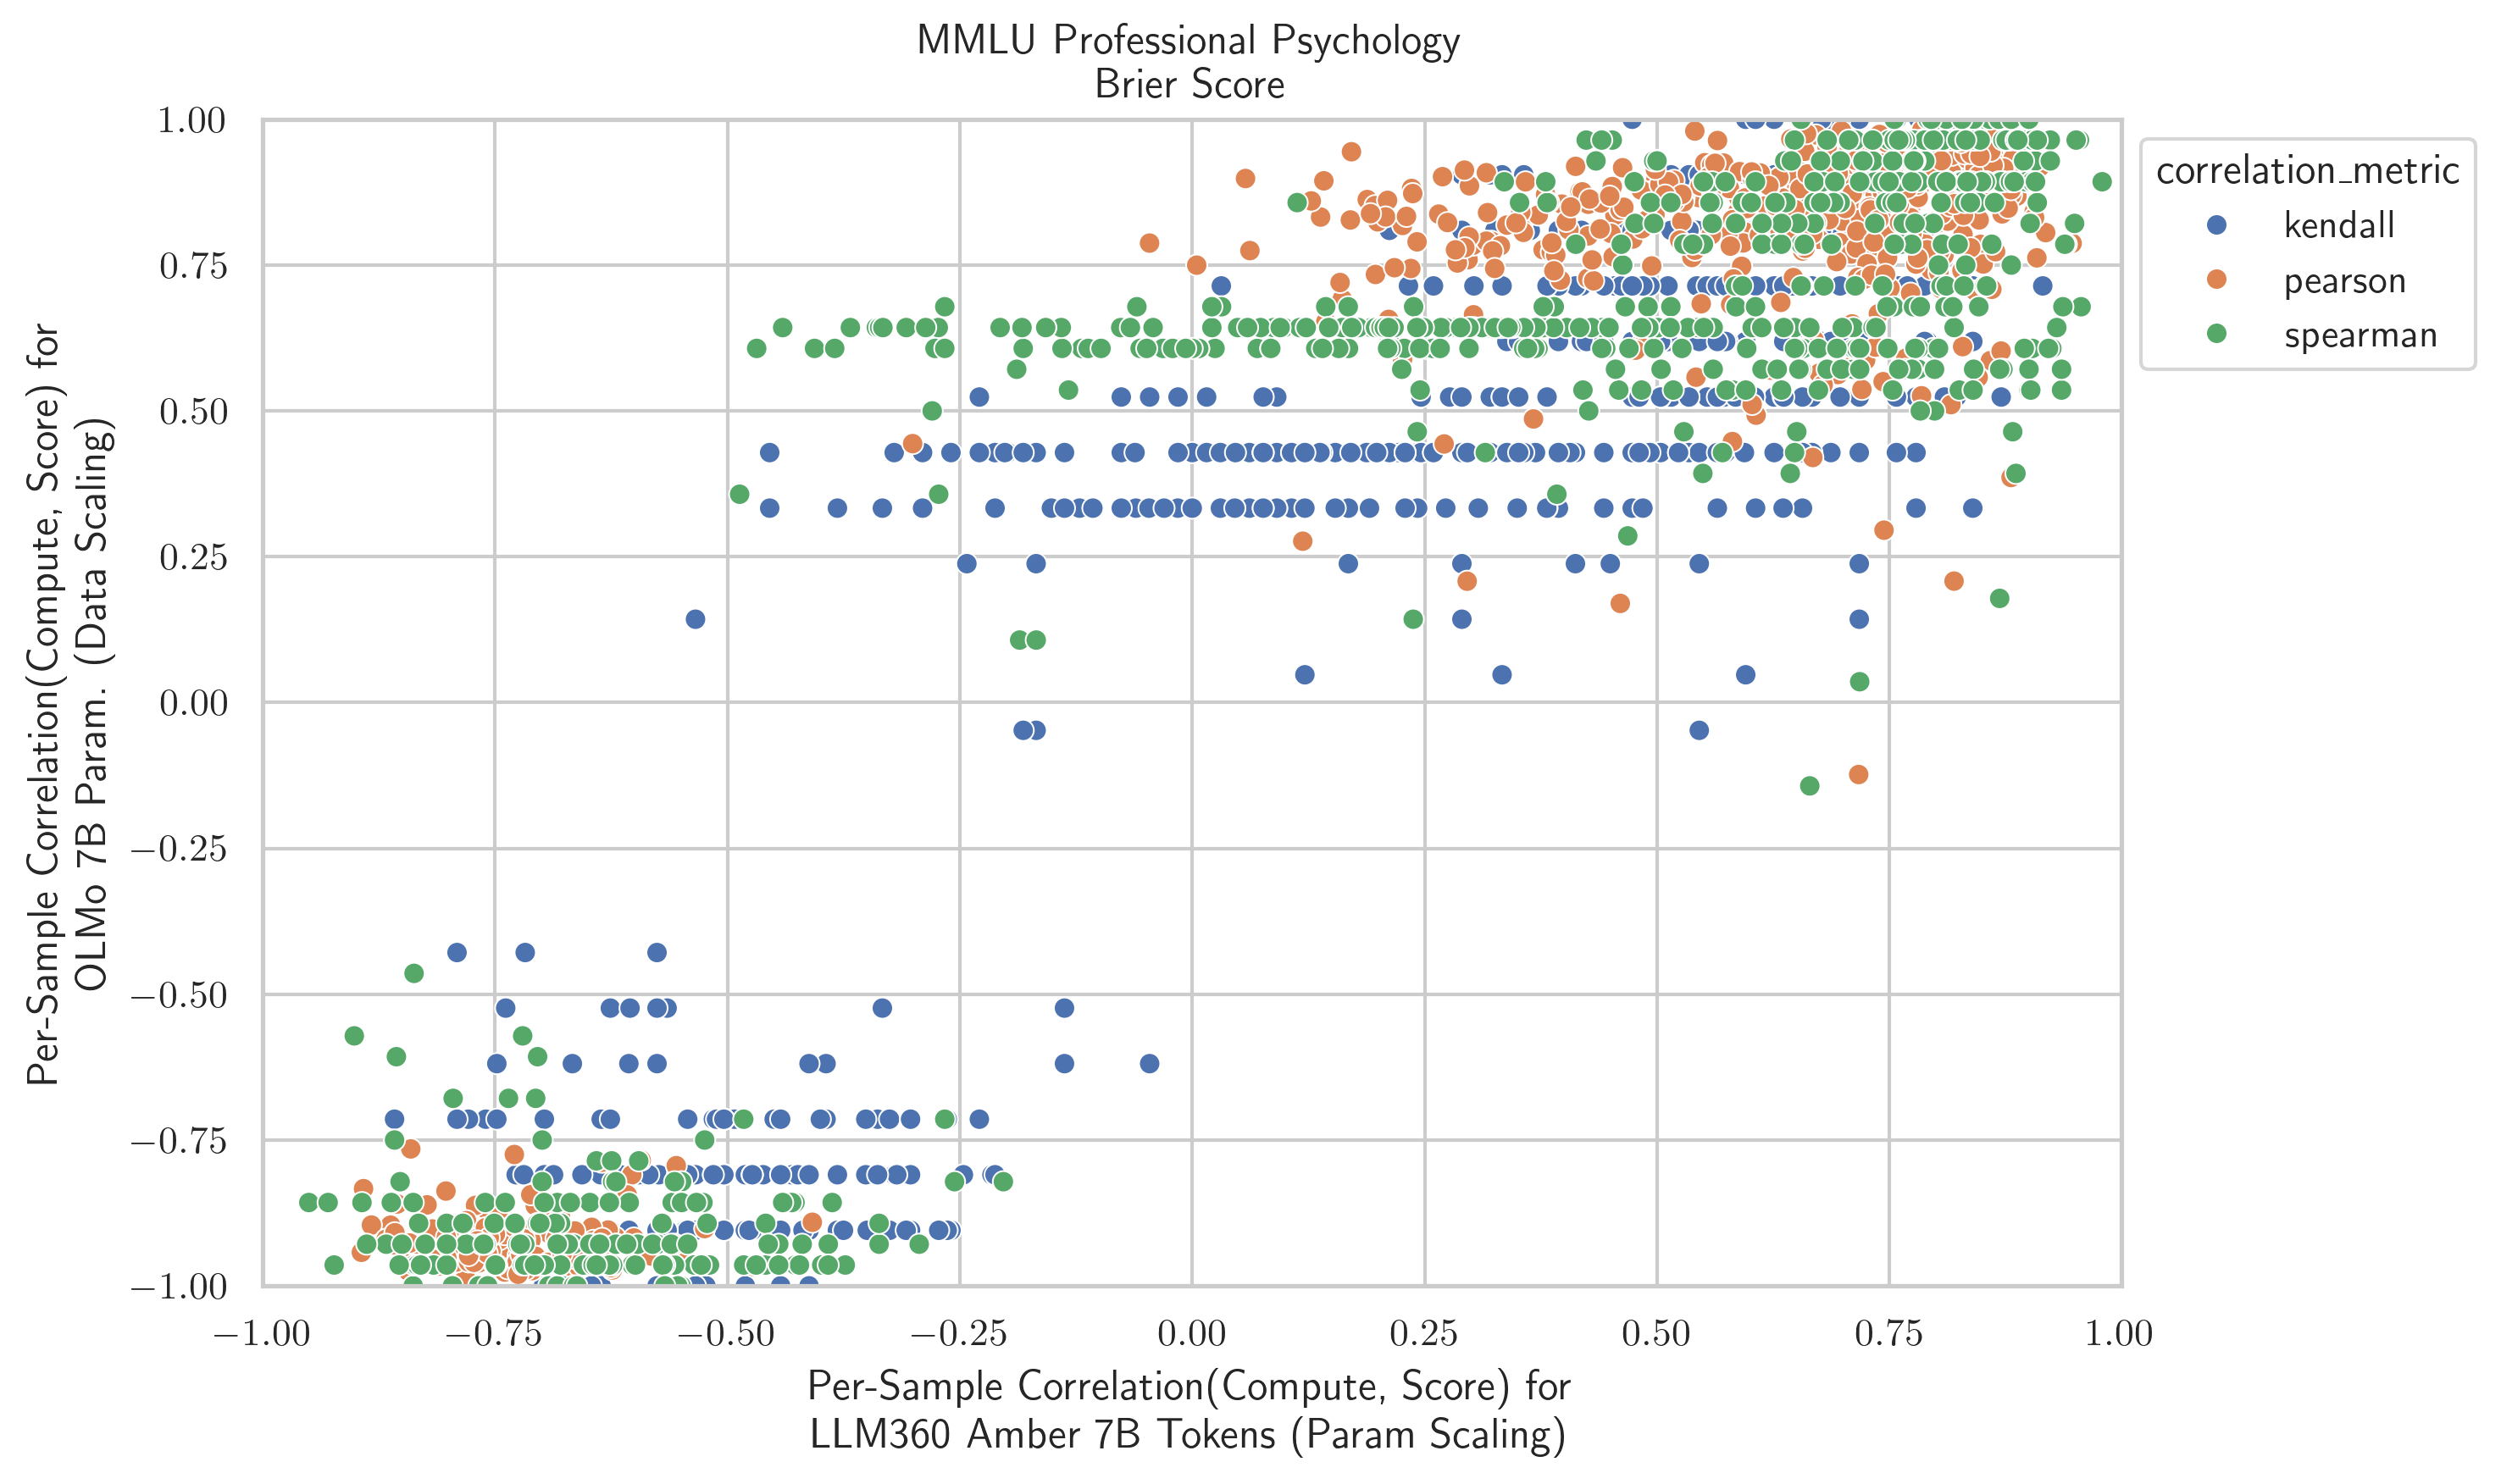 MMLU Professional Psychology
Brier Score
Per-Sample Correlation(Compute, Score) for
OLMo 7B Param. (Data Scaling)
1.00
0.75
0.50
0.25
0.00
−0.25
−0.50
−0.75
−1.00
−1.00 −0.75 −0.50 −0.25 0.00 0.25 0.50 0.75 1.00
Per-Sample Correlation(Compute, Score) for
LLM360 Amber 7B Tokens (Param Scaling)
correlation_metric
kendall
pearson
spearman